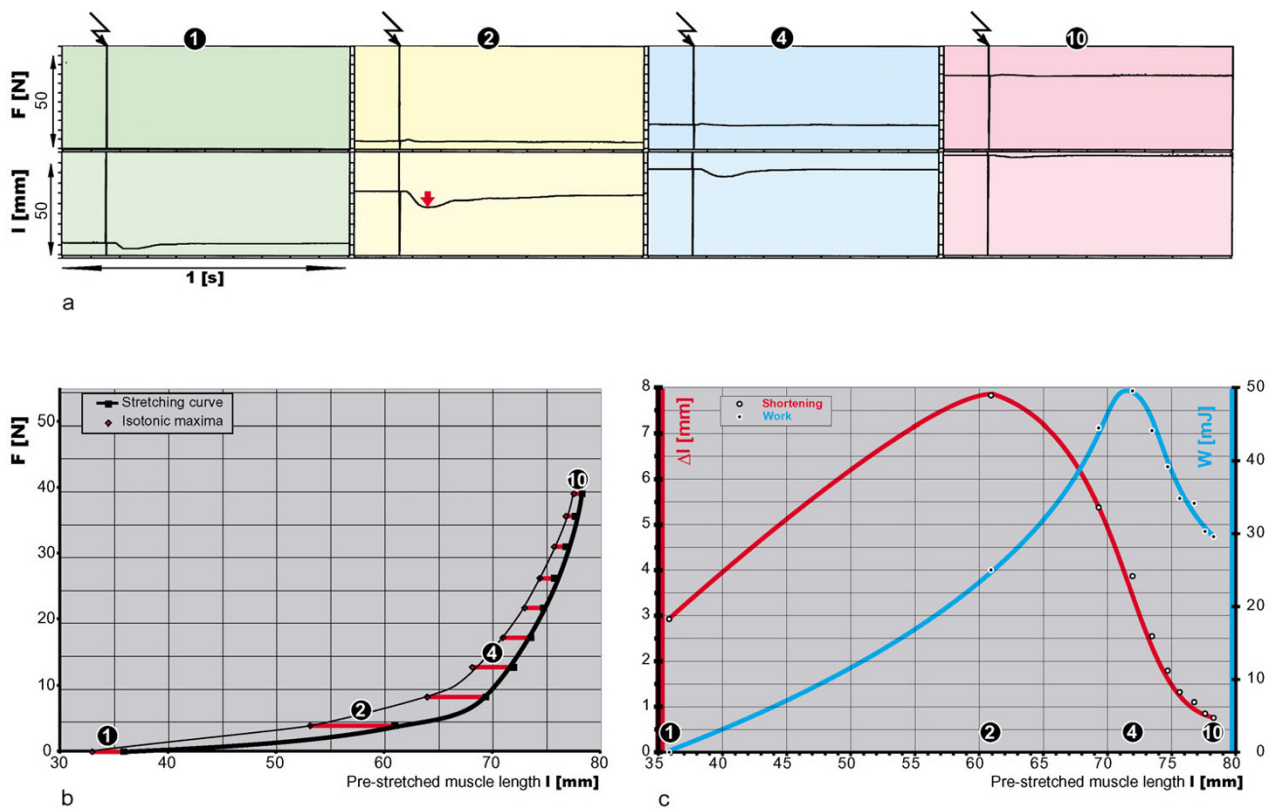 1 2 4 10
F [N]
50
l [mm]
50
1 [s]
a
Stretching curve
Isotonic maxima
F [N]
50
40
30
20
10
0
1 2 4 10
30 40 50 60 70 80
Pre-stretched muscle length l [mm]
b
Shortening
Work
Δl [mm]
8
7
6
5
4
3
2
1
0
W [mJ]
50
40
30
20
10
0
1 2 4 10
35 40 45 50 55 60 65 70 75 80
Pre-stretched muscle length l [mm]
c